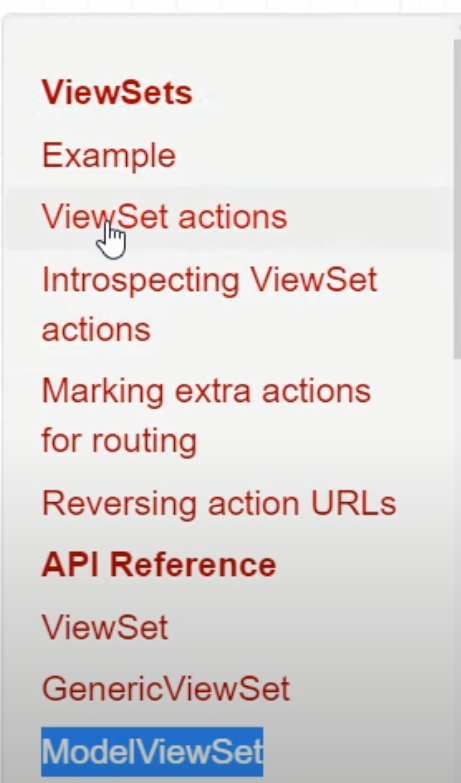 ViewSets
Example
ViewSet actions
Introspecting ViewSet
actions
Marking extra actions
for routing
Reversing action URLs
API Reference
ViewSet
GenericViewSet
ModelViewSet